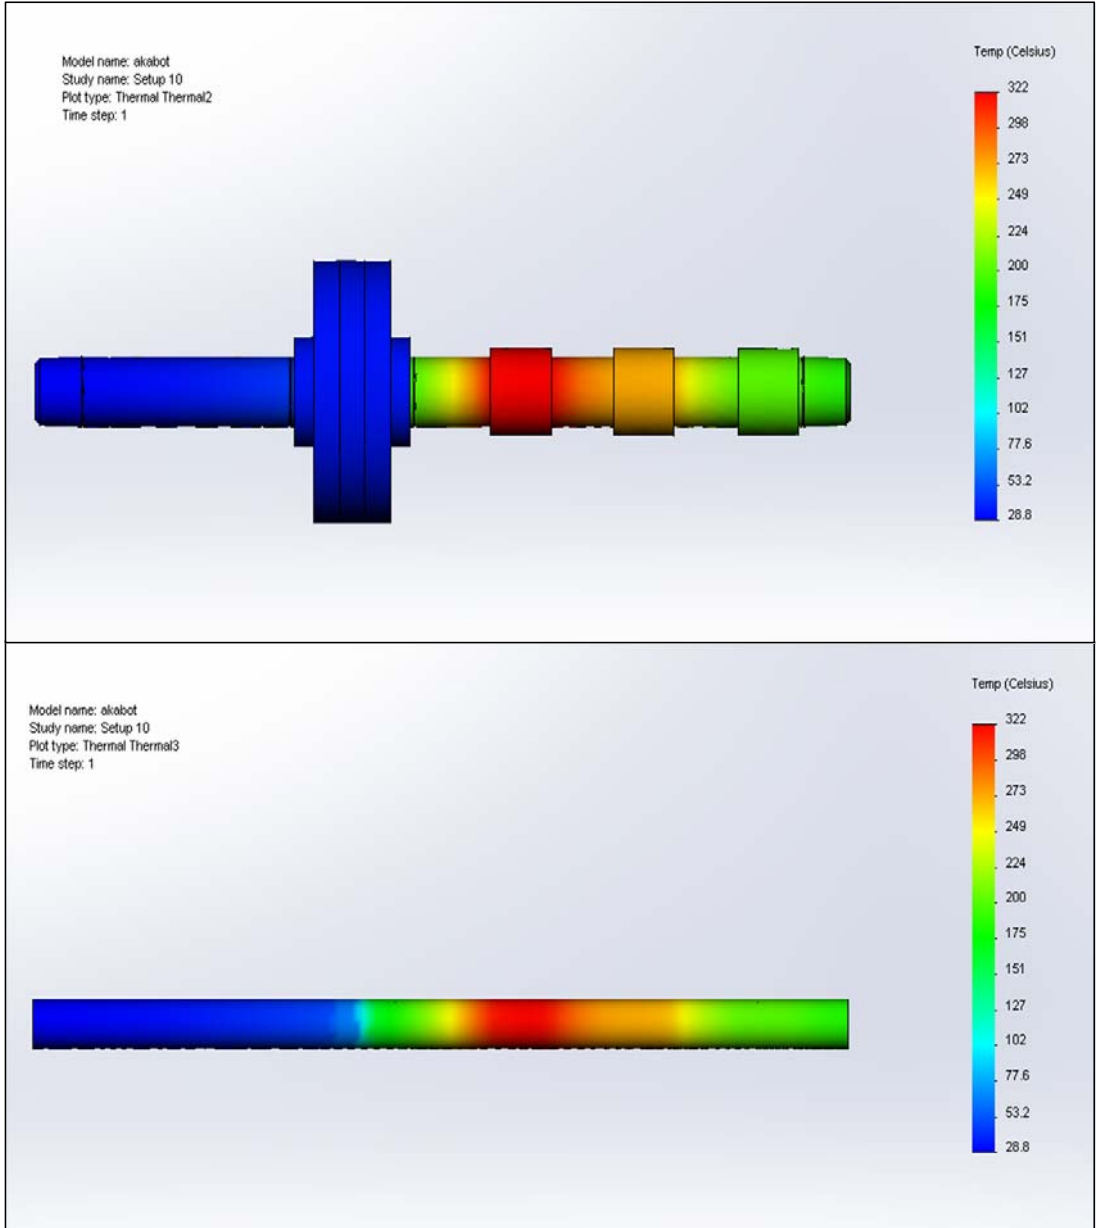 Model name: akabot
Study name: Setup 10
Plot type: Thermal Thermal2
Time step: 1
Temp (Celsius)
322
298
273
249
224
200
175
151
127
102
77.6
53.2
28.8
Model name: akabot
Study name: Setup 10
Plot type: Thermal Thermal3
Time step: 1
Temp (Celsius)
322
298
273
249
224
200
175
151
127
102
77.6
53.2
28.8